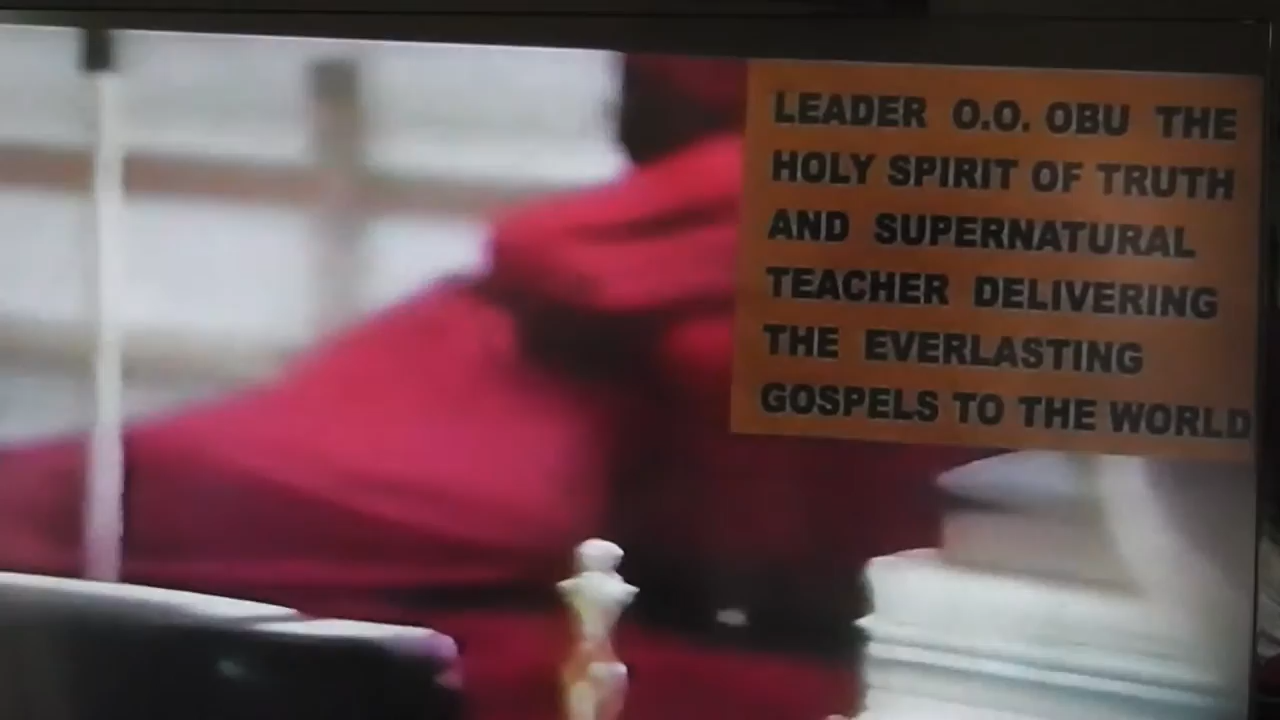 LEADER O.O. OBU THE
HOLY SPIRIT OF TRUTH
AND SUPERNATURAL
TEACHER DELIVERING
THE EVERLASTING
GOSPELS TO THE WORLD